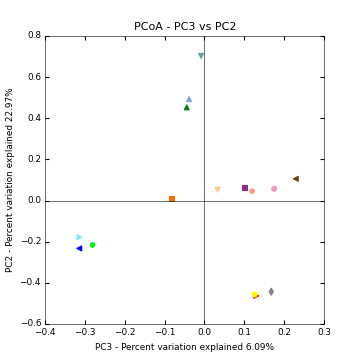 PCoA - PC3 vs PC2
PC2 - Percent variation explained 22.97%
0.8
0.6
0.4
0.2
0.0
−0.2
−0.4
−0.6
−0.4 −0.3 −0.2 −0.1 0.0 0.1 0.2 0.3
PC3 - Percent variation explained 6.09%